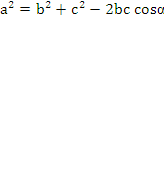 a² = b² + c² − 2bc cosα